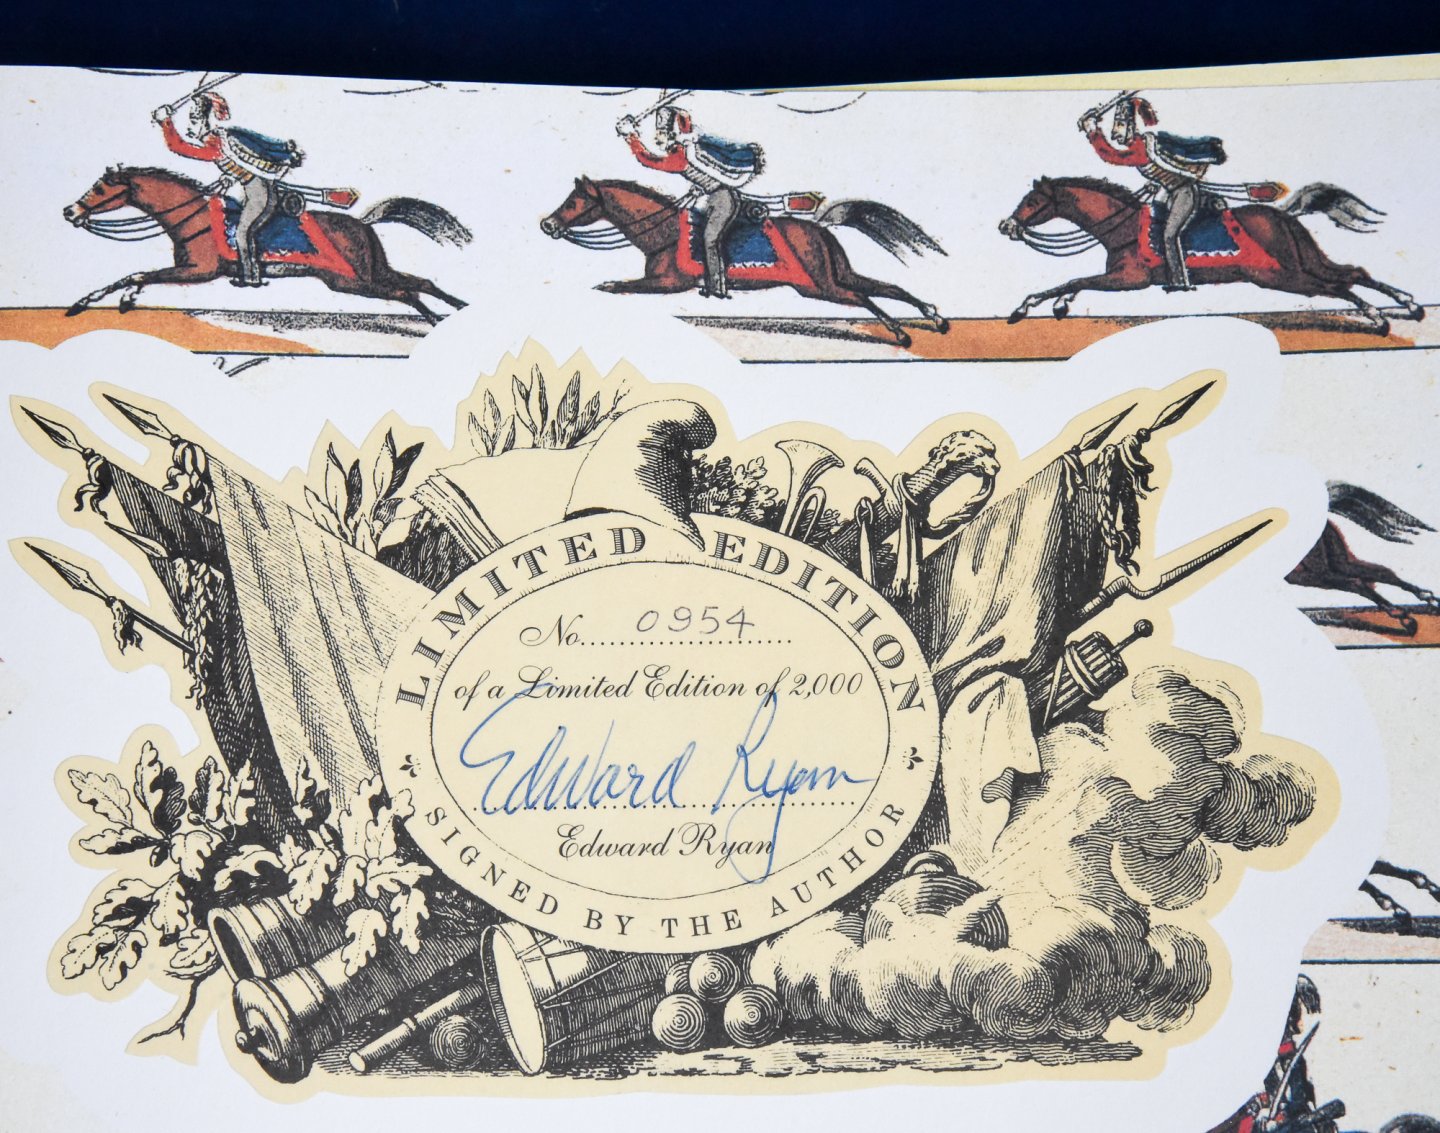 LIMITED EDITION
No. 0954
of a Limited Edition of 2,000
Edward Ryan
Edward Ryan
SIGNED BY THE AUTHOR